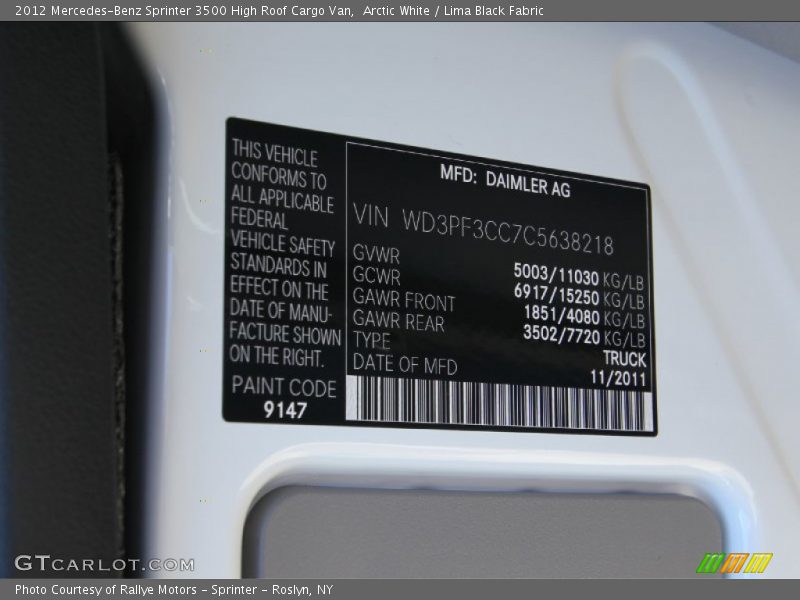 2012 Mercedes-Benz Sprinter 3500 High Roof Cargo Van,  Arctic White / Lima Black Fabric
THIS VEHICLE
CONFORMS TO
ALL APPLICABLE
FEDERAL
VEHICLE SAFETY
STANDARDS IN
EFFECT ON THE
DATE OF MANU-
FACTURE SHOWN
ON THE RIGHT.
PAINT CODE
9147
MFD: DAIMLER AG
VIN WD3PF3CC7C5638218
GVWR 5003/11030 KG/LB
GCWR 6917/15250 KG/LB
GAWR FRONT 1851/4080 KG/LB
GAWR REAR 3502/7720 KG/LB
TYPE TRUCK
DATE OF MFD 11/2011
GTCARLOT.COM
Photo Courtesy of Rallye Motors - Sprinter - Roslyn, NY